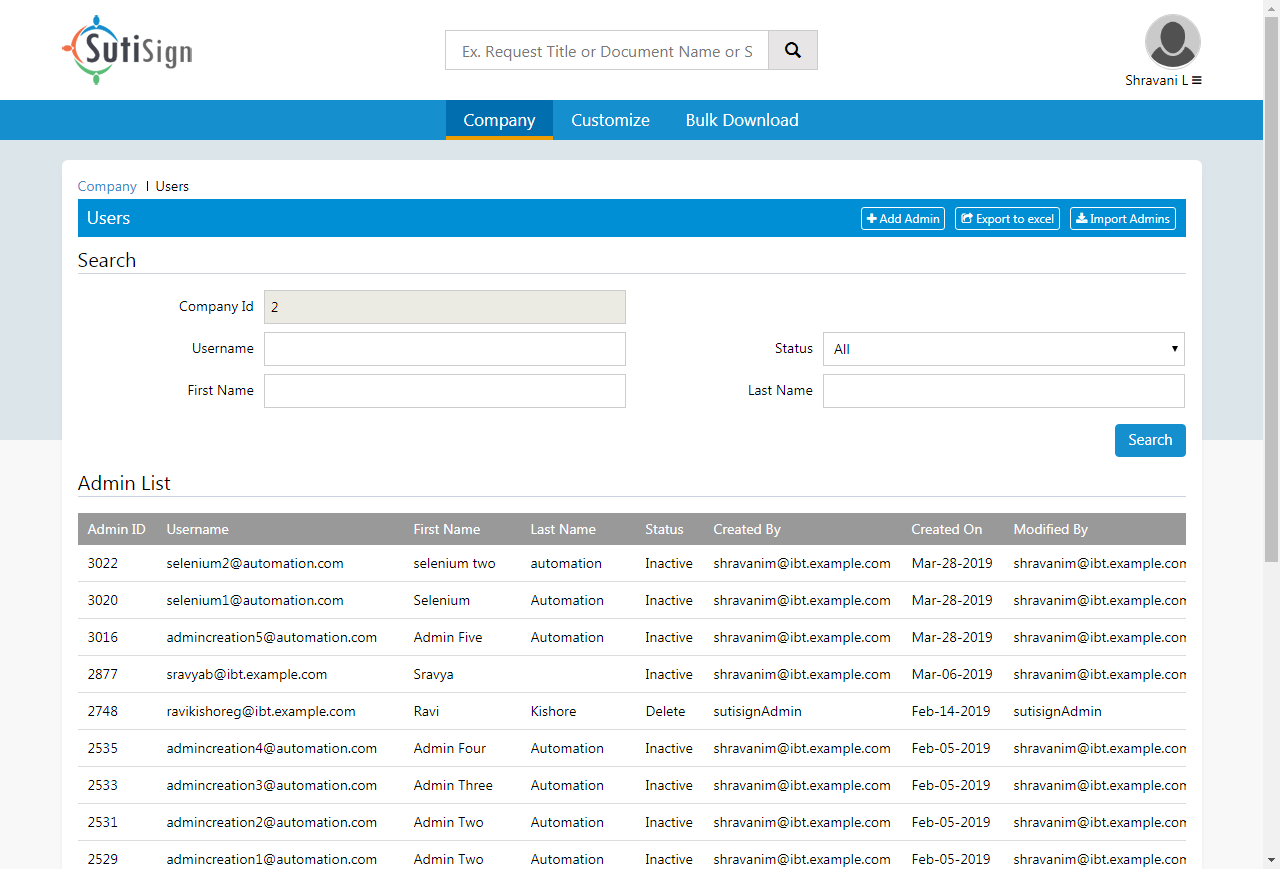 SutiSign
Ex. Request Title or Document Name or S
Shravani L
Company Customize Bulk Download
Company | Users
Users Add Admin Export to excel Import Admins
Search
Company Id 2
Username Status All
First Name Last Name
Search
Admin List
Admin ID Username First Name Last Name Status Created By Created On Modified By
3022 selenium2@automation.com selenium two automation Inactive shravanim@ibt.example.com Mar-28-2019 shravanim@ibt.example.com
3020 selenium1@automation.com Selenium Automation Inactive shravanim@ibt.example.com Mar-28-2019 shravanim@ibt.example.com
3016 admincreation5@automation.com Admin Five Automation Inactive shravanim@ibt.example.com Mar-28-2019 shravanim@ibt.example.com
2877 sravyab@ibt.example.com Sravya Inactive shravanim@ibt.example.com Mar-06-2019 shravanim@ibt.example.com
2748 ravikishoreg@ibt.example.com Ravi Kishore Delete sutisignAdmin Feb-14-2019 sutisignAdmin
2535 admincreation4@automation.com Admin Four Automation Inactive shravanim@ibt.example.com Feb-05-2019 shravanim@ibt.example.com
2533 admincreation3@automation.com Admin Three Automation Inactive shravanim@ibt.example.com Feb-05-2019 shravanim@ibt.example.com
2531 admincreation2@automation.com Admin Two Automation Inactive shravanim@ibt.example.com Feb-05-2019 shravanim@ibt.example.com
2529 admincreation1@automation.com Admin Two Automation Inactive shravanim@ibt.example.com Feb-05-2019 shravanim@ibt.example.com